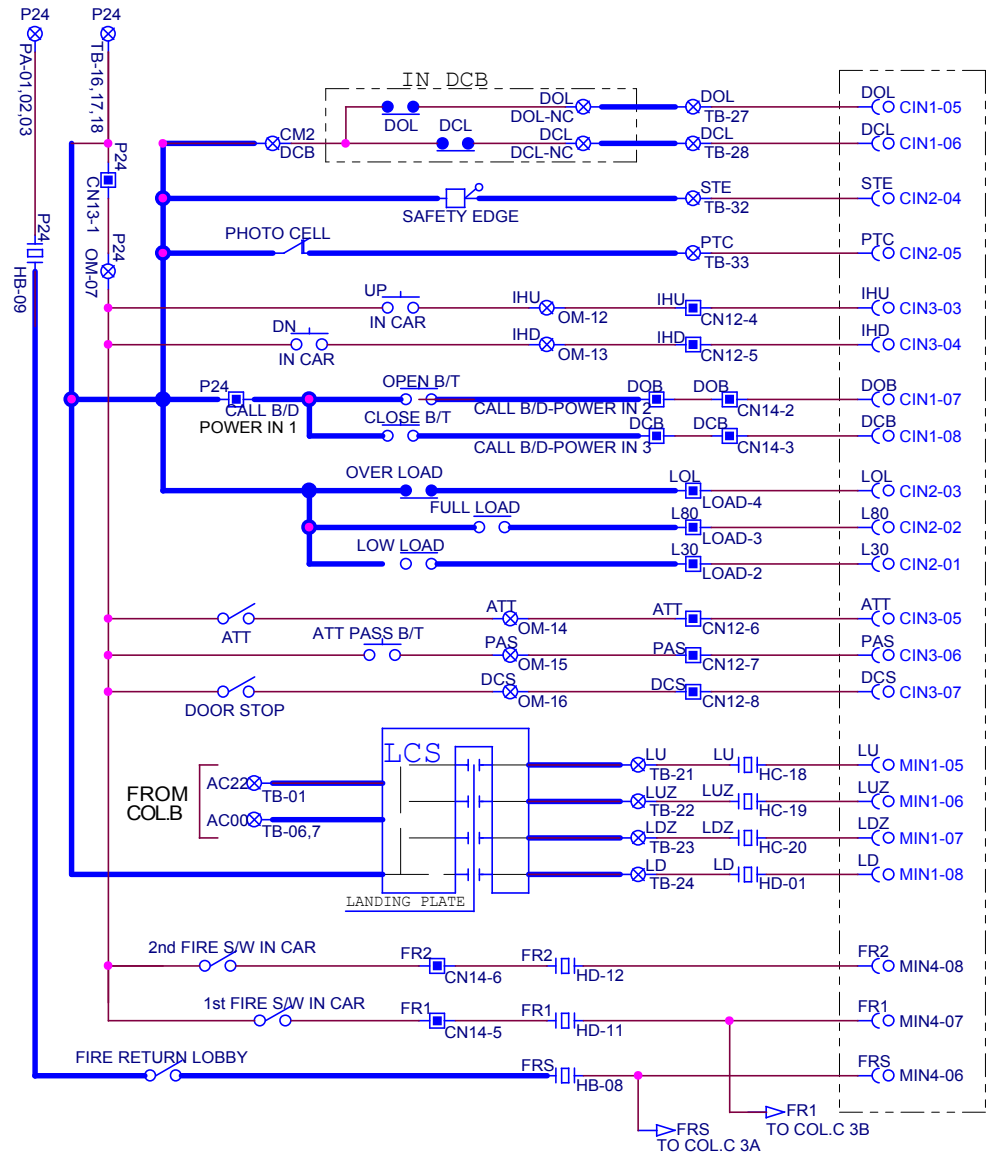 P24
P24
PA-01,02,03
TB-16,17,18
P24
CN13-1
P24
OM-07
P24
HB-09
IN DCB
DOL
DOL
DOL-NC
DOL
TB-27
DOL
CIN1-05
CM2
DCB
DCL
DCL
DCL-NC
DCL
TB-28
DCL
CIN1-06
SAFETY EDGE
STE
TB-32
STE
CIN2-04
PHOTO CELL
PTC
TB-33
PTC
CIN2-05
UP
IN CAR
IHU
OM-12
IHU
CN12-4
IHU
CIN3-03
DN
IN CAR
IHD
OM-13
IHD
CN12-5
IHD
CIN3-04
P24
CALL B/D
POWER IN 1
OPEN B/T
CALL B/D-POWER IN 2
DOB
DOB
CN14-2
DOB
CIN1-07
CLOSE B/T
CALL B/D-POWER IN 3
DCB
DCB
CN14-3
DCB
CIN1-08
OVER LOAD
LOL
LOAD-4
LOL
CIN2-03
FULL LOAD
L80
LOAD-3
L80
CIN2-02
LOW LOAD
L30
LOAD-2
L30
CIN2-01
ATT
ATT
OM-14
ATT
CN12-6
ATT
CIN3-05
ATT PASS B/T
PAS
OM-15
PAS
CN12-7
PAS
CIN3-06
DOOR STOP
DCS
OM-16
DCS
CN12-8
DCS
CIN3-07
FROM
COL.B
AC22
TB-01
AC00
TB-06,7
LCS
LANDING PLATE
LU
TB-21
LU
HC-18
LU
MIN1-05
LUZ
TB-22
LUZ
HC-19
LUZ
MIN1-06
LDZ
TB-23
LDZ
HC-20
LDZ
MIN1-07
LD
TB-24
LD
HD-01
LD
MIN1-08
2nd FIRE S/W IN CAR
FR2
CN14-6
FR2
HD-12
FR2
MIN4-08
1st FIRE S/W IN CAR
FR1
CN14-5
FR1
HD-11
FR1
MIN4-07
FIRE RETURN LOBBY
FRS
HB-08
FRS
MIN4-06
FR1
TO COL.C 3B
FRS
TO COL.C 3A